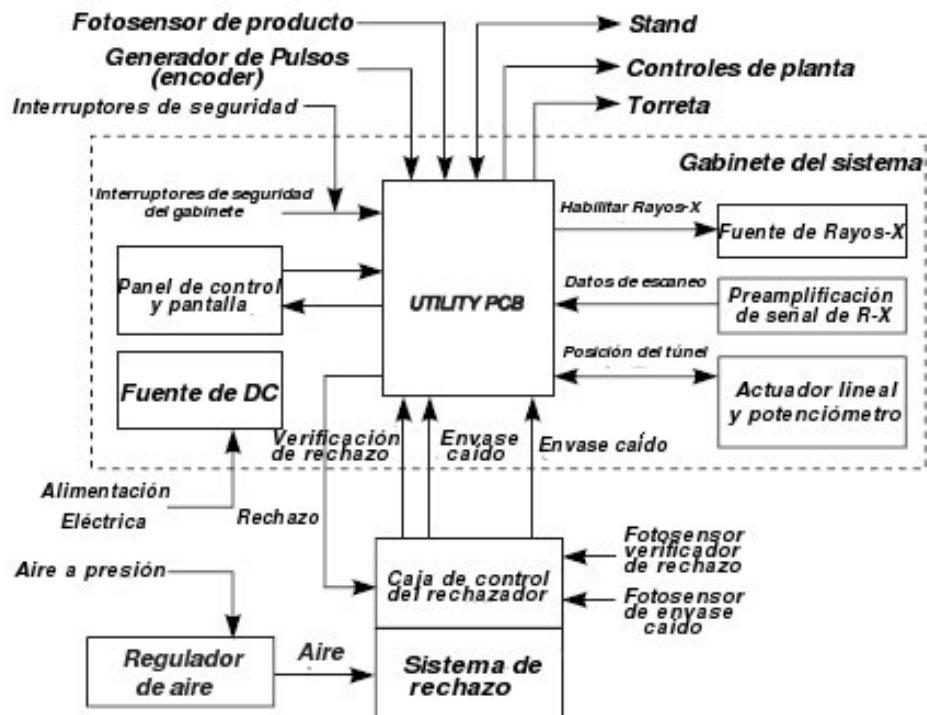 Fotosensor de producto
Stand
Generador de Pulsos
(encoder)
Controles de planta
Interruptores de seguridad
Torreta
Gabinete del sistema
Interruptores de seguridad
del gabinete
Habilitar Rayos-X
Fuente de Rayos-X
Panel de control
y pantalla
UTILITY PCB
Datos de escaneo
Preamplificación
de señal de R-X
Posición del túnel
Fuente de DC
Actuador lineal
y potenciómetro
Verificación
de rechazo
Envase
caído
Envase caído
Alimentación
Eléctrica
Rechazo
Fotosensor
verificador
de rechazo
Aire a presión
Caja de control
del rechazador
Fotosensor
de envase
caído
Regulador
de aire
Aire
Sistema de
rechazo